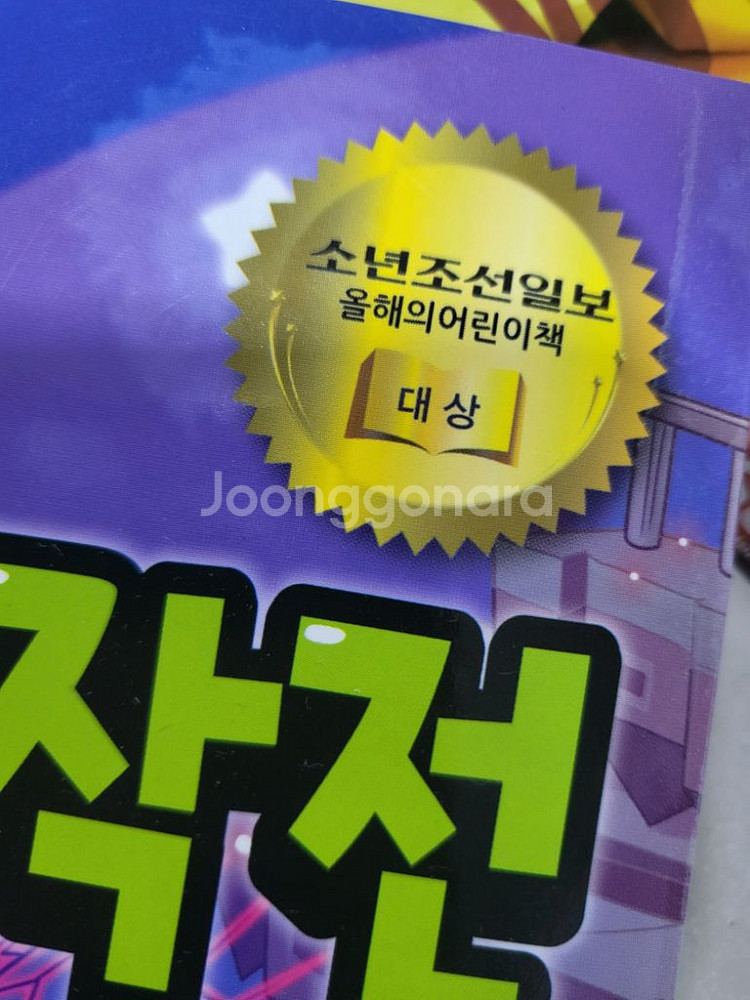 소년조선일보
올해의어린이책
대상
Joonggonara
작전